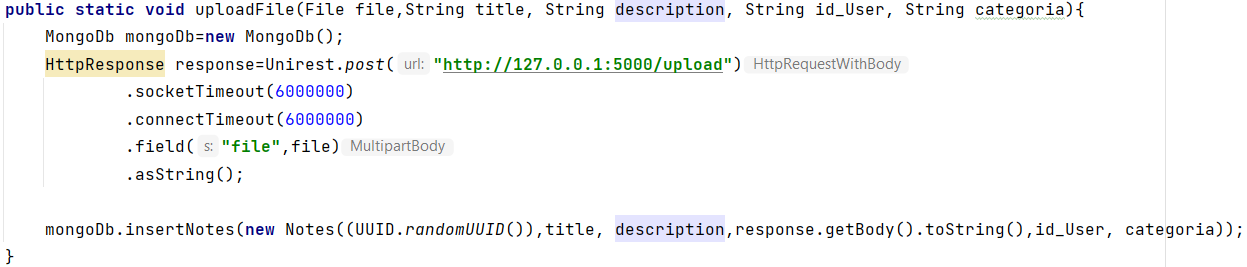 public static void uploadFile(File file,String title, String description, String id_User, String categoria){
MongoDb mongoDb=new MongoDb();
HttpResponse response=Unirest.post( url: "http://127.0.0.1:5000/upload") HttpRequestWithBody
.socketTimeout(6000000)
.connectTimeout(6000000)
.field( s: "file",file) MultipartBody
.asString();
mongoDb.insertNotes(new Notes((UUID.randomUUID()),title, description,response.getBody().toString(),id_User, categoria));
}